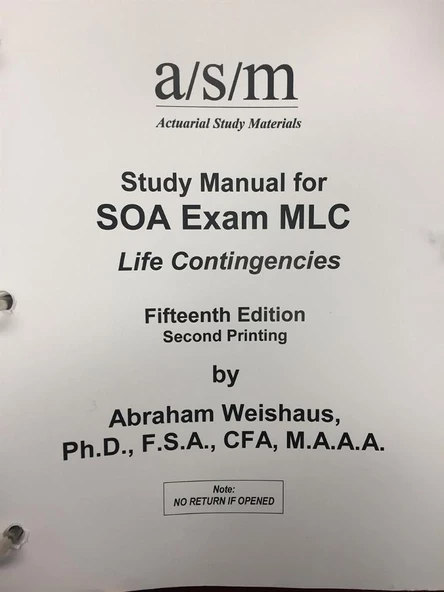 a/s/m
Actuarial Study Materials
Study Manual for
SOA Exam MLC
Life Contingencies
Fifteenth Edition
Second Printing
by
Abraham Weishaus,
Ph.D., F.S.A., CFA, M.A.A.A.
Note:
NO RETURN IF OPENED